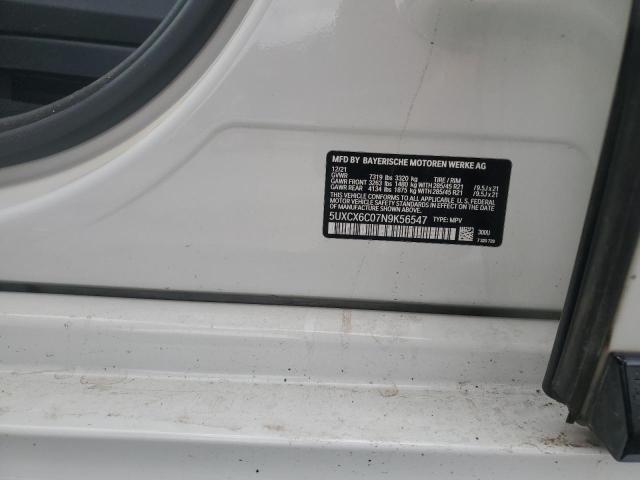 MFD BY BAYERISCHE MOTOREN WERKE AG
12/21
GVWR 7319 lbs 3320 kg TIRE / RIM
GAWR FRONT 3263 lbs 1480 kg WITH 285/45 R21 /9.5J x 21
GAWR REAR 4134 lbs 1875 kg WITH 285/45 R21 /9.5J x 21
THIS VEHICLE CONFORMS TO ALL APPLICABLE U.S. FEDERAL
MOTOR VEHICLE SAFETY STANDARDS IN EFFECT ON THE
DATE OF MANUFACTURE SHOWN ABOVE.
5UXCX6C07N9K56547 TYPE: MPV
300U